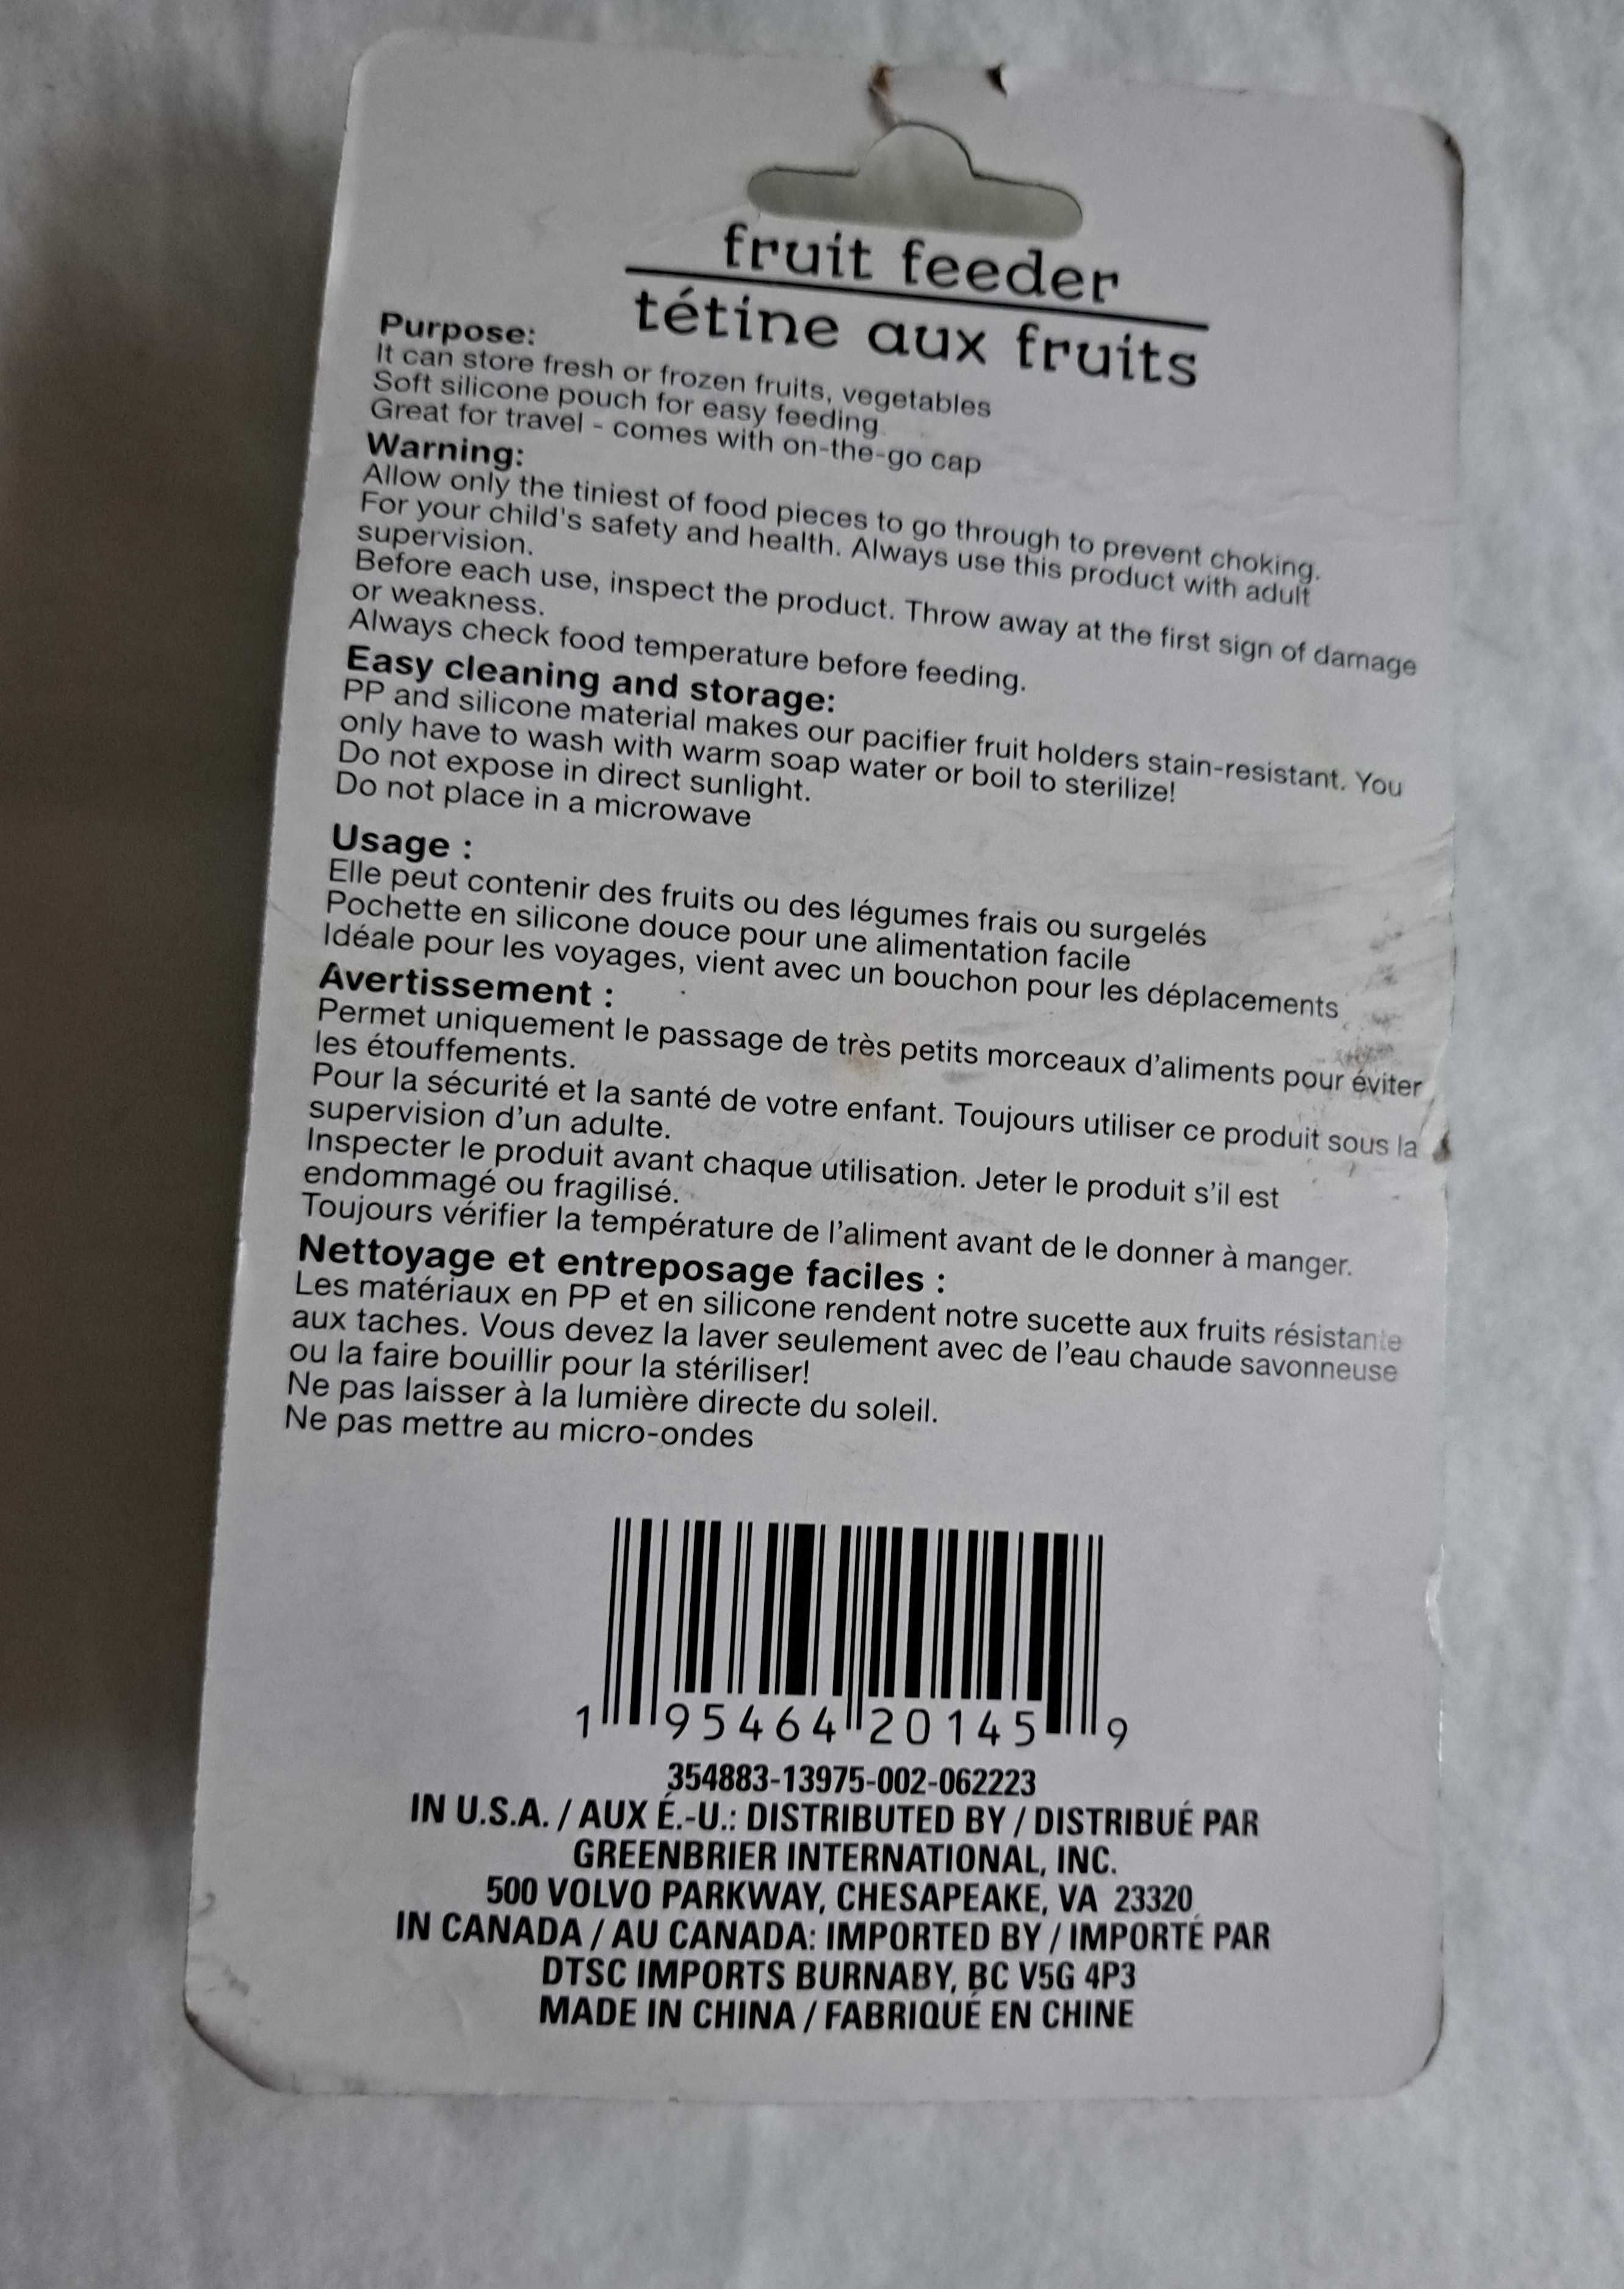 fruit feeder
tétine aux fruits
Purpose:
It can store fresh or frozen fruits, vegetables
Soft silicone pouch for easy feeding
Great for travel - comes with on-the-go cap
Warning:
Allow only the tiniest of food pieces to go through to prevent choking.
For your child's safety and health. Always use this product with adult
supervision.
Before each use, inspect the product. Throw away at the first sign of damage
or weakness.
Always check food temperature before feeding.
Easy cleaning and storage:
PP and silicone material makes our pacifier fruit holders stain-resistant. You
only have to wash with warm soap water or boil to sterilize!
Do not expose in direct sunlight.
Do not place in a microwave
Usage :
Elle peut contenir des fruits ou des légumes frais ou surgelés
Pochette en silicone douce pour une alimentation facile
Idéale pour les voyages, vient avec un bouchon pour les déplacements
Avertissement :
Permet uniquement le passage de très petits morceaux d'aliments pour éviter
les étouffements.
Pour la sécurité et la santé de votre enfant. Toujours utiliser ce produit sous la
supervision d'un adulte.
Inspecter le produit avant chaque utilisation. Jeter le produit s'il est
endommagé ou fragilisé.
Toujours vérifier la température de l'aliment avant de le donner à manger.
Nettoyage et entreposage faciles :
Les matériaux en PP et en silicone rendent notre sucette aux fruits résistante
aux taches. Vous devez la laver seulement avec de l'eau chaude savonneuse
ou la faire bouillir pour la stériliser!
Ne pas laisser à la lumière directe du soleil.
Ne pas mettre au micro-ondes
1 95464 20145 9
354883-13975-002-062223
IN U.S.A. / AUX É.-U.: DISTRIBUTED BY / DISTRIBUÉ PAR
GREENBRIER INTERNATIONAL, INC.
500 VOLVO PARKWAY, CHESAPEAKE, VA 23320
IN CANADA / AU CANADA: IMPORTED BY / IMPORTÉ PAR
DTSC IMPORTS BURNABY, BC V5G 4P3
MADE IN CHINA / FABRIQUÉ EN CHINE